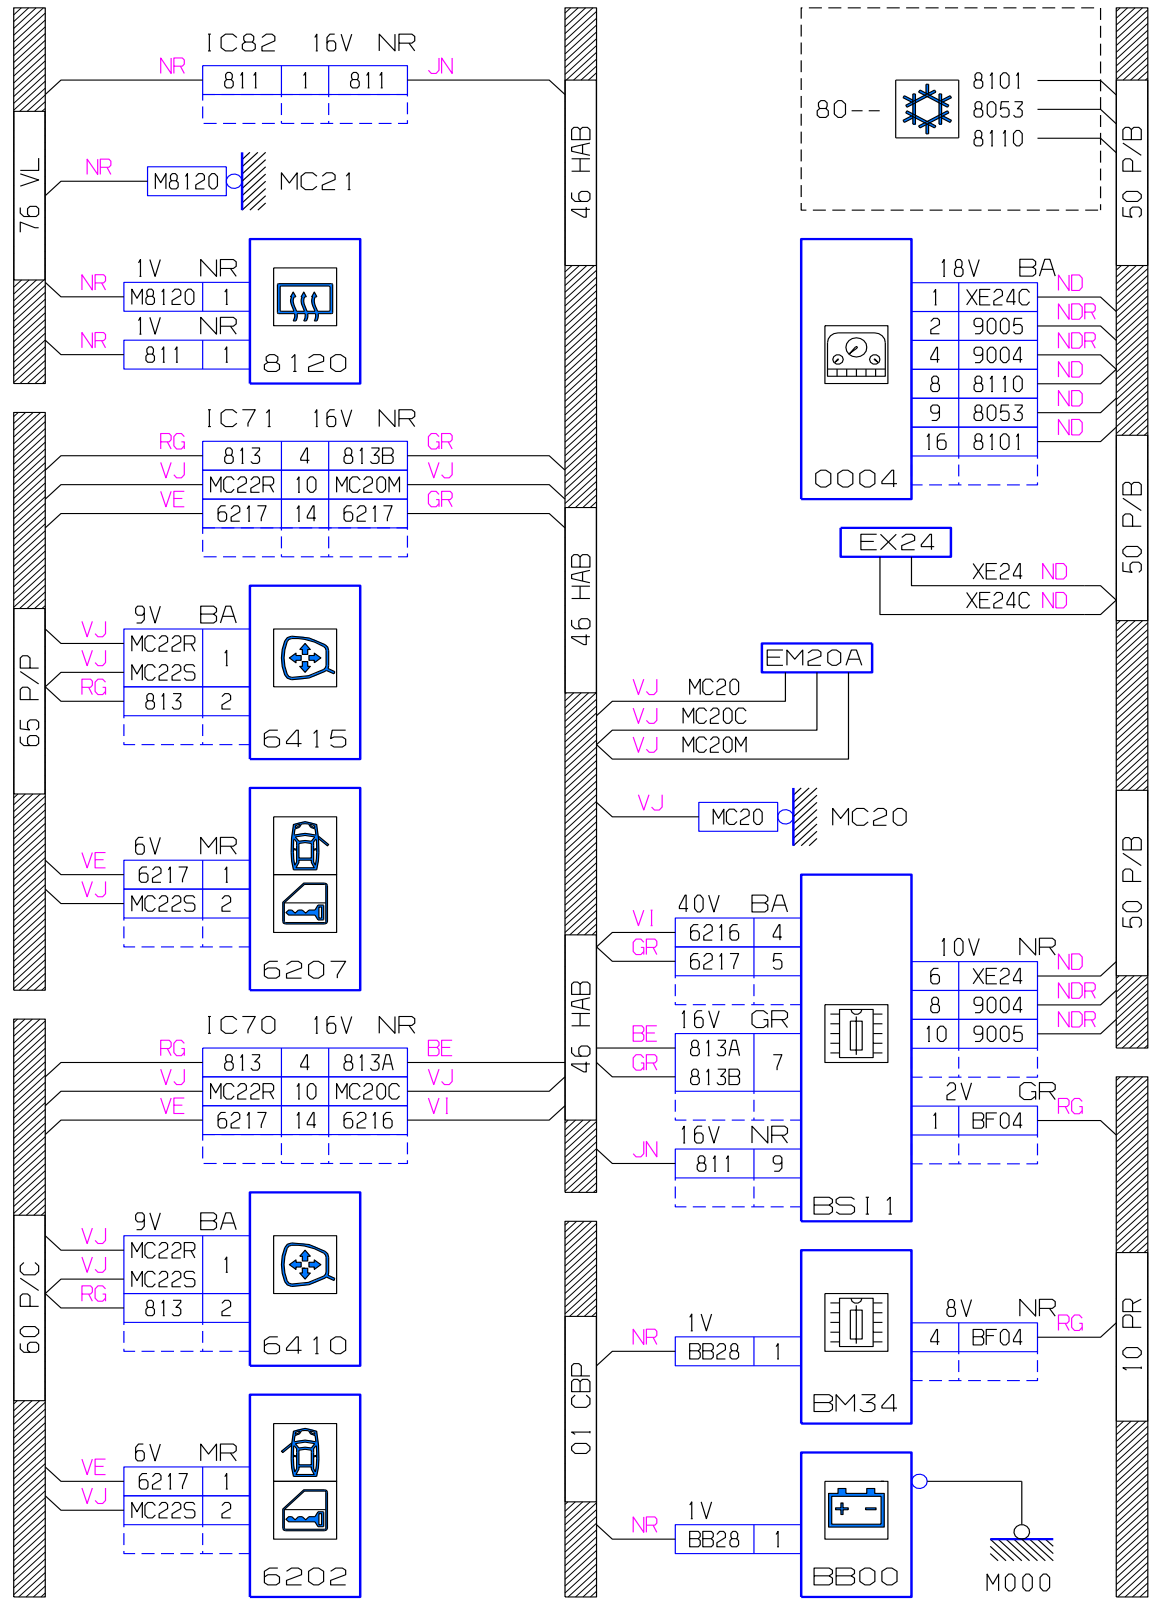 IC82 16V NR
NR 811 1 811 JN
76 VL
NR M8120 MC21
1V NR
NR M8120 1
1V NR
NR 811 1
8120
IC71 16V NR
RG 813 4 813B GR
VJ MC22R 10 MC20M VJ
VE 6217 14 6217 GR
65 P/P
9V BA
VJ MC22R 1
VJ MC22S
RG 813 2
6415
6V MR
VE 6217 1
VJ MC22S 2
6207
IC70 16V NR
RG 813 4 813A BE
VJ MC22R 10 MC20C VJ
VE 6217 14 6216 VI
60 P/C
9V BA
VJ MC22R 1
VJ MC22S
RG 813 2
6410
6V MR
VE 6217 1
VJ MC22S 2
6202
46 HAB
46 HAB
46 HAB
01 CBP
80--
8101
8053
8110
50 P/B
18V BA
1 XE24C ND
2 9005 NDR
4 9004 NDR
8 8110 ND
9 8053 ND
16 8101 ND
0004
50 P/B
EX24
XE24 ND
XE24C ND
EM20A
VJ MC20
VJ MC20C
VJ MC20M
VJ MC20 MC20
50 P/B
40V BA
VI 6216 4
GR 6217 5
16V GR
BE 813A 7
GR 813B
16V NR
JN 811 9
10V NR
6 XE24 ND
8 9004 NDR
10 9005 NDR
2V GR
1 BF04 RG
BSI1
10 PR
1V
NR BB28 1
8V NR
4 BF04 RG
BM34
1V
NR BB28 1
+ -
BB00
M000